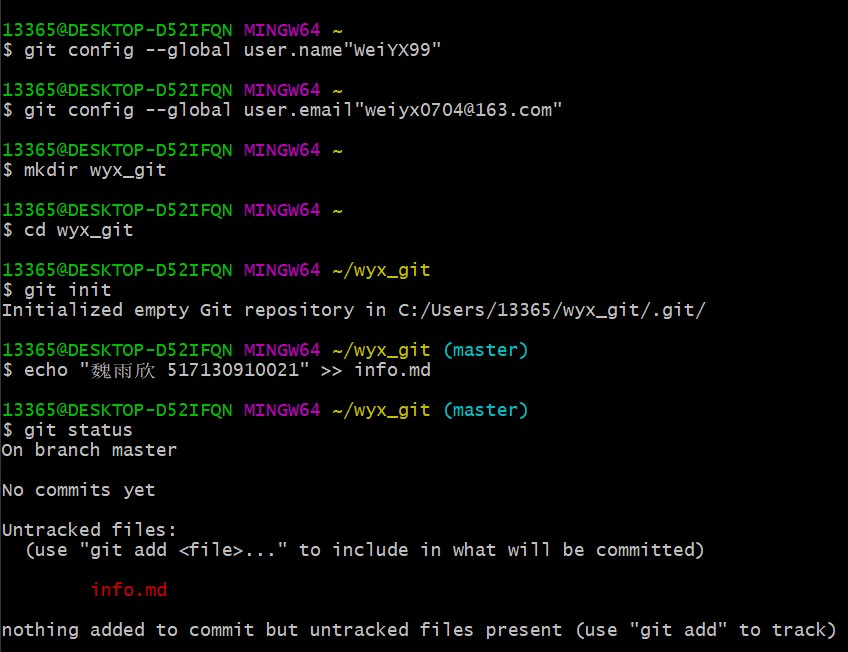 13365@DESKTOP-D52IFQN MINGW64 ~
$ git config --global user.name"WeiYX99"
13365@DESKTOP-D52IFQN MINGW64 ~
$ git config --global user.email"weiyx0704@163.com"
13365@DESKTOP-D52IFQN MINGW64 ~
$ mkdir wyx_git
13365@DESKTOP-D52IFQN MINGW64 ~
$ cd wyx_git
13365@DESKTOP-D52IFQN MINGW64 ~/wyx_git
$ git init
Initialized empty Git repository in C:/Users/13365/wyx_git/.git/
13365@DESKTOP-D52IFQN MINGW64 ~/wyx_git (master)
$ echo "魏雨欣 517130910021" >> info.md
13365@DESKTOP-D52IFQN MINGW64 ~/wyx_git (master)
$ git status
On branch master
No commits yet
Untracked files:
(use "git add <file>..." to include in what will be committed)
info.md
nothing added to commit but untracked files present (use "git add" to track)